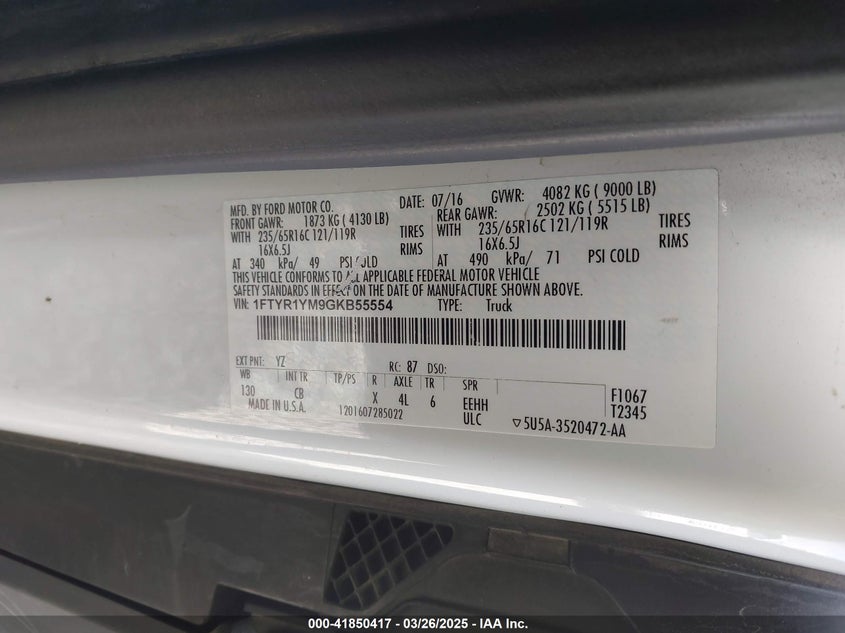 MFD. BY FORD MOTOR CO. DATE: 07/16 GVWR: 4082 KG ( 9000 LB)
FRONT GAWR: 1873 KG ( 4130 LB) REAR GAWR: 2502 KG ( 5515 LB)
WITH 235/65R16C 121/119R TIRES WITH 235/65R16C 121/119R TIRES
16X6.5J RIMS 16X6.5J RIMS
AT 340 kPa/ 49 PSI COLD AT 490 kPa/ 71 PSI COLD
THIS VEHICLE CONFORMS TO ALL APPLICABLE FEDERAL MOTOR VEHICLE
SAFETY STANDARDS IN EFFECT ON THE DATE OF MANUFACTURE SHOWN ABOVE.
VIN: 1FTYR1YM9GKB55554 TYPE: Truck
EXT PNT: YZ RC: 87 DSO:
WB INT TR TP/PS R AXLE TR SPR
130 CB X 4L 6 EEHH F1067
MADE IN U.S.A. 1201607285022 ULC ▽5U5A-3520472-AA T2345
000-41850417 - 03/26/2025 - IAA Inc.